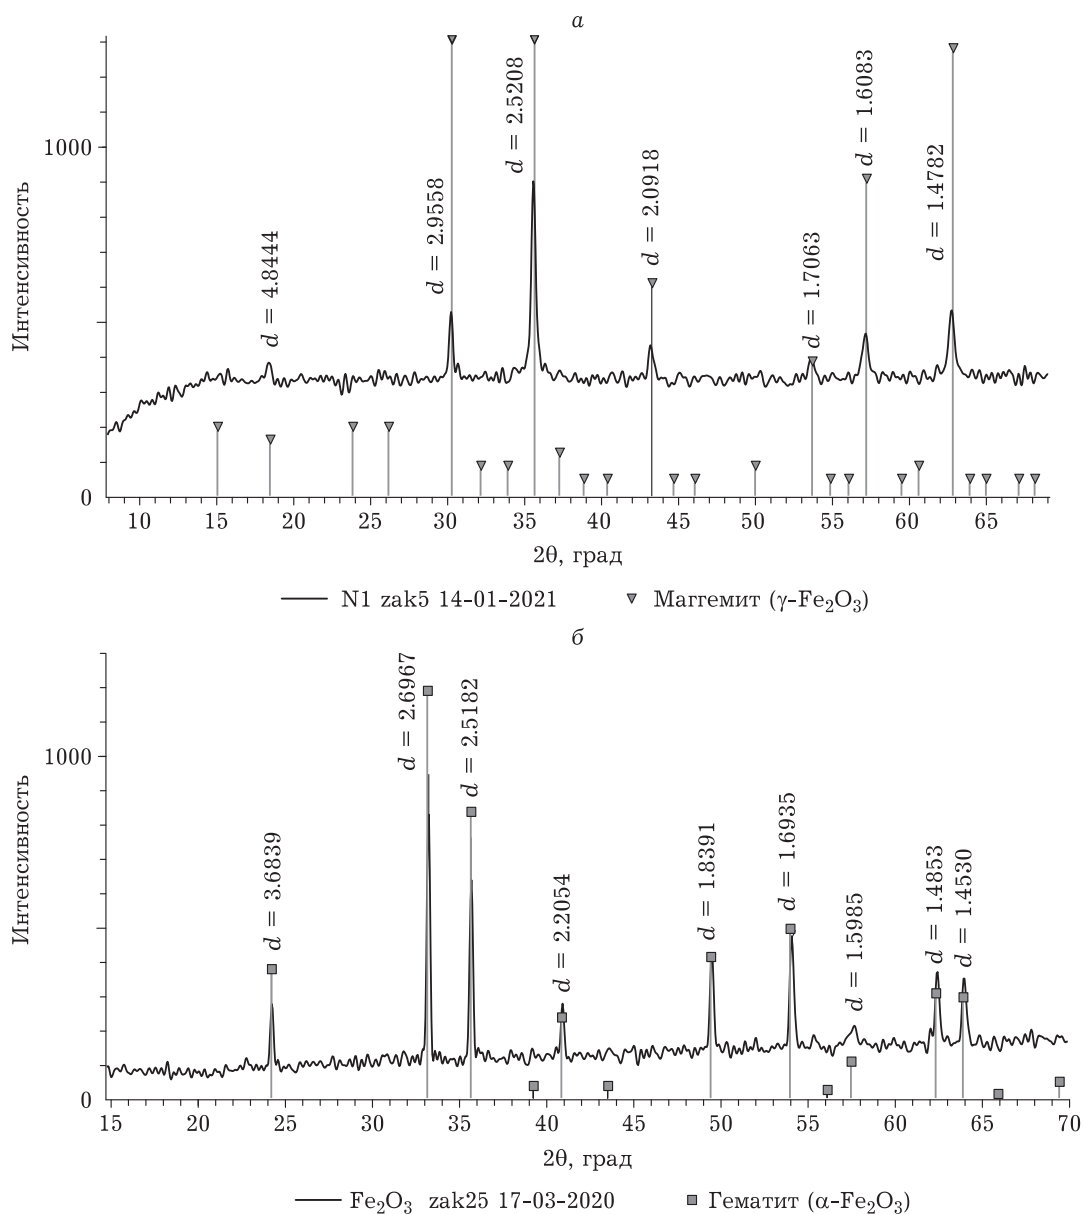 а
Интенсивность
1000
0
d = 4.8444
d = 2.9558
d = 2.5208
d = 2.0918
d = 1.7063
d = 1.6083
d = 1.4782
10 15 20 25 30 35 40 45 50 55 60 65
2θ, град
N1 zak5 14-01-2021 Маггемит (γ-Fe₂O₃)
б
Интенсивность
1000
0
d = 3.6839
d = 2.6967
d = 2.5182
d = 2.2054
d = 1.8391
d = 1.6935
d = 1.5985
d = 1.4853
d = 1.4530
15 20 25 30 35 40 45 50 55 60 65 70
2θ, град
Fe₂O₃ zak25 17-03-2020 Гематит (α-Fe₂O₃)